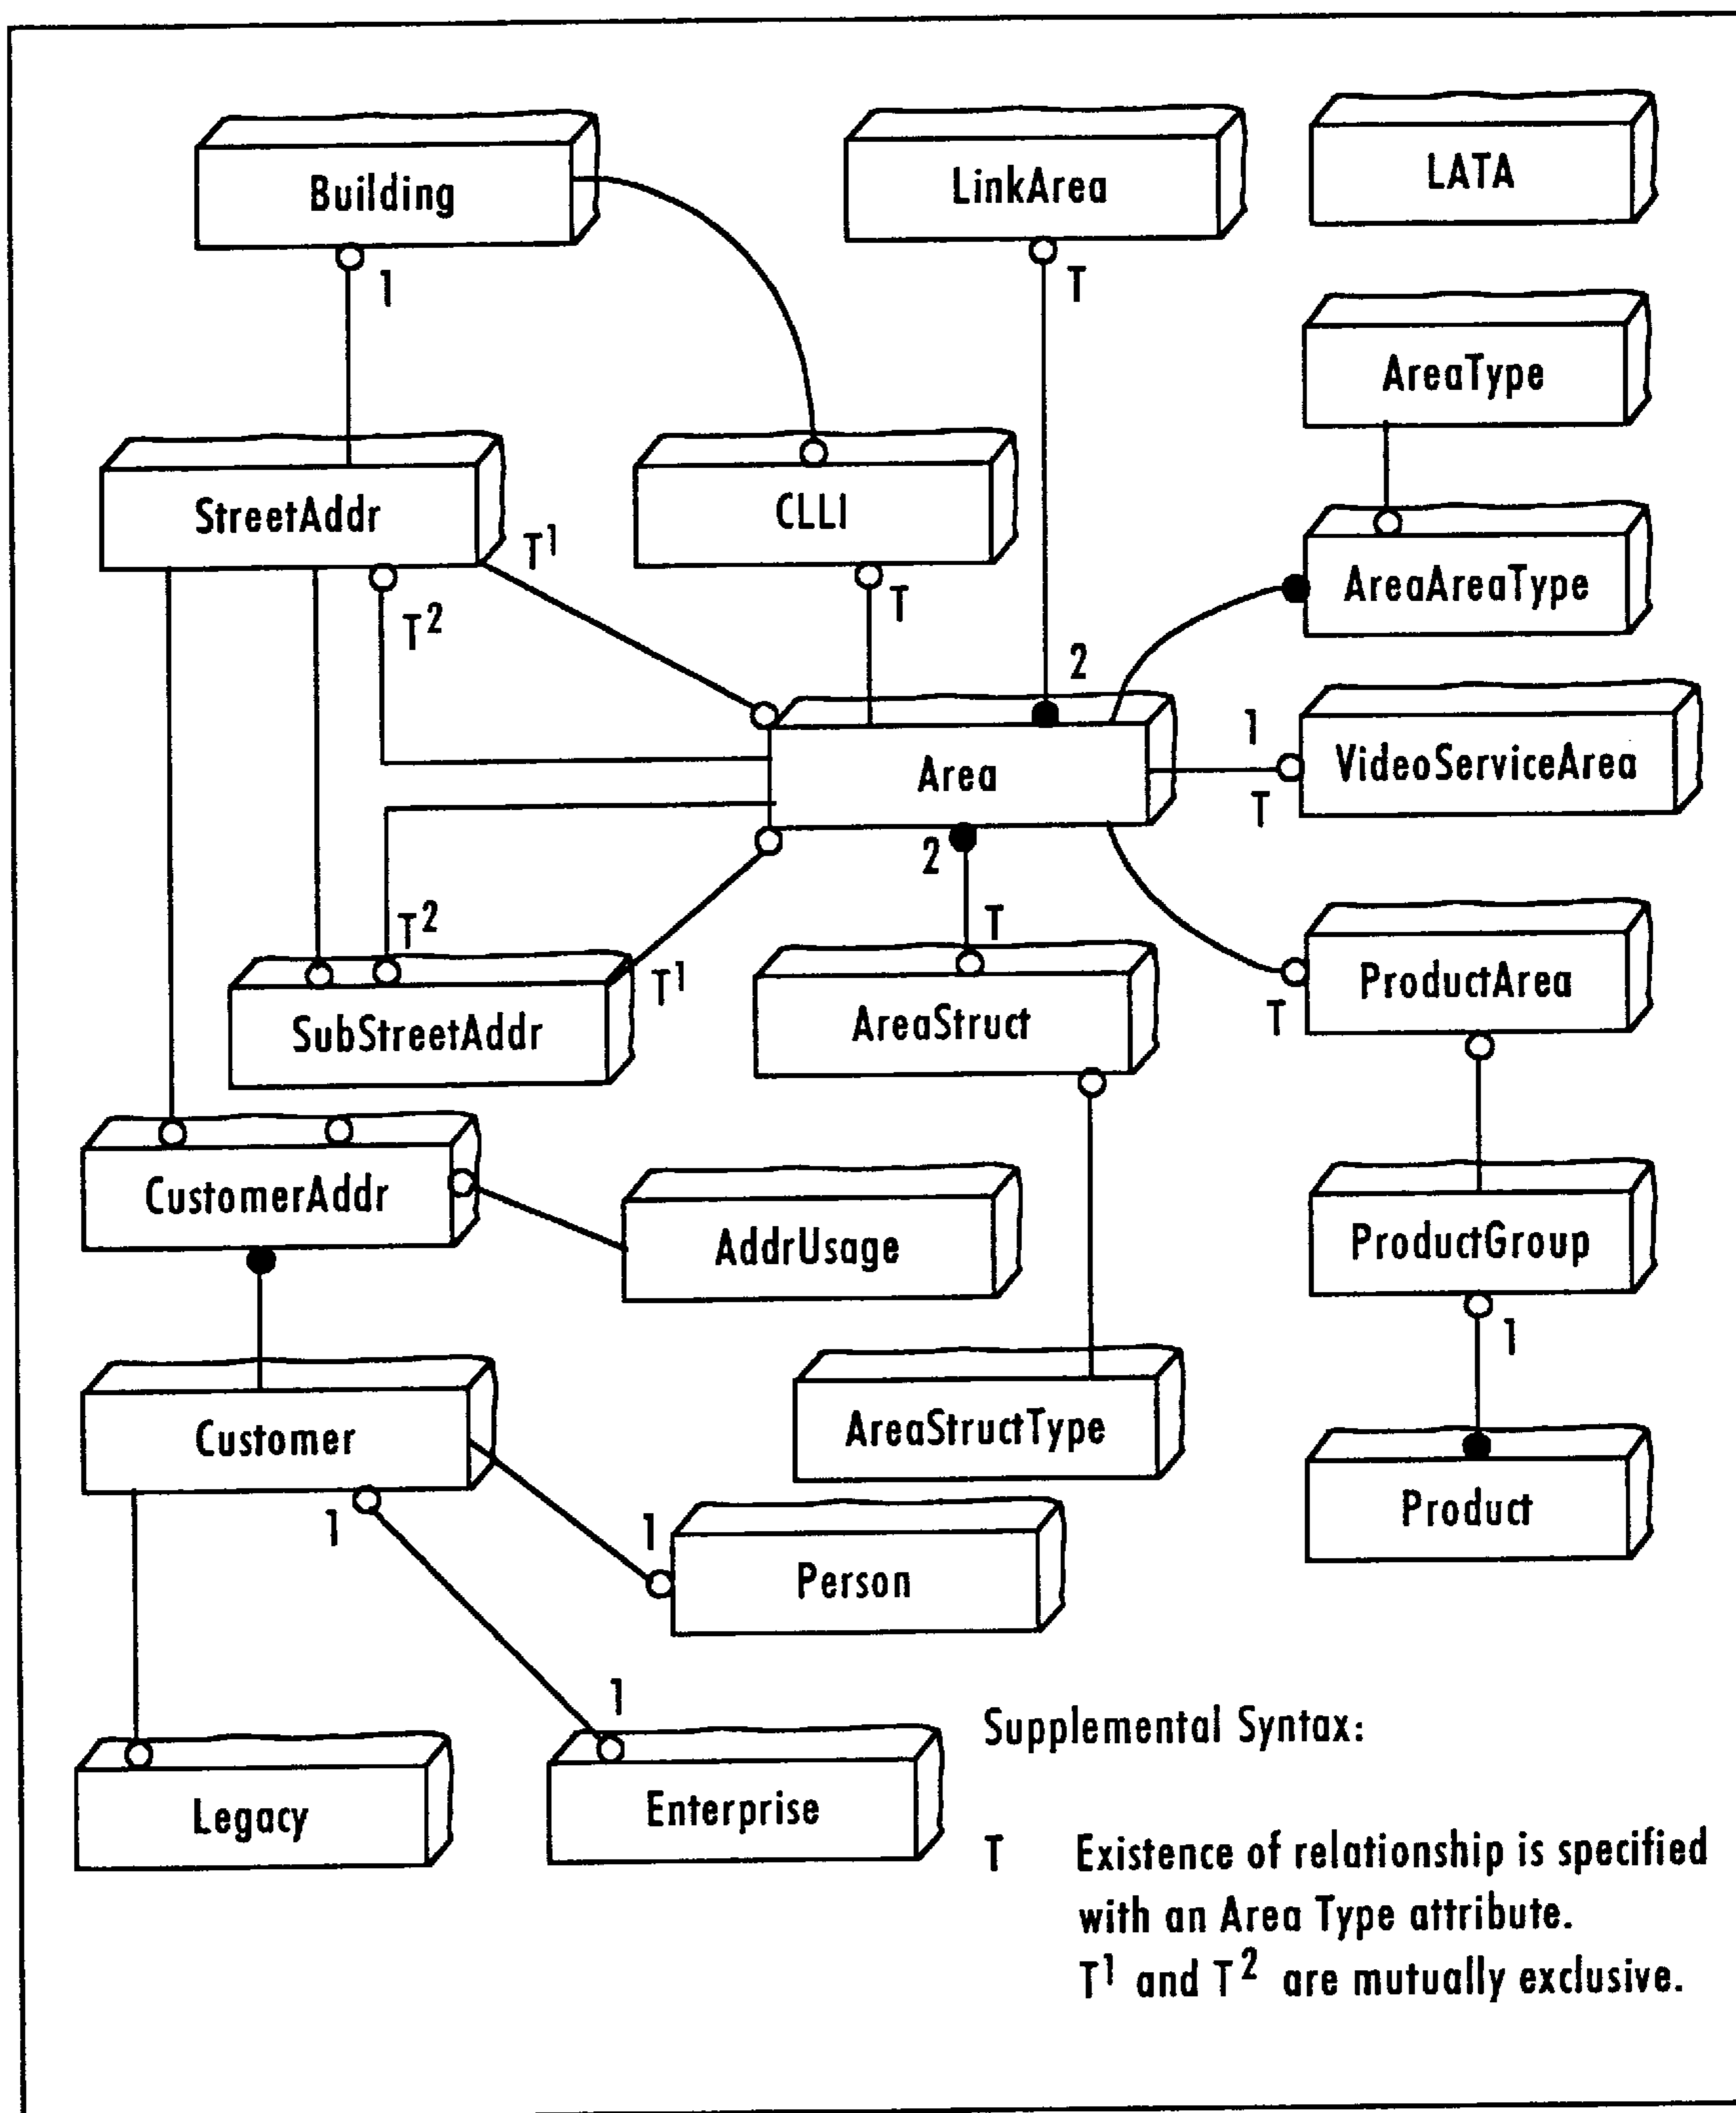 Building
LinkArea
LATA
1
T
AreaType
StreetAddr
CLLI
T¹
T
AreaAreaType
T²
2
1
Area
VideoServiceArea
T
2
T²
T
T¹
ProductArea
T
SubStreetAddr
AreaStruct
CustomerAddr
AddrUsage
ProductGroup
1
Customer
AreaStructType
1
1
Product
Person
1
Supplemental Syntax:
Legacy
Enterprise
T Existence of relationship is specified
with an Area Type attribute.
T¹ and T² are mutually exclusive.